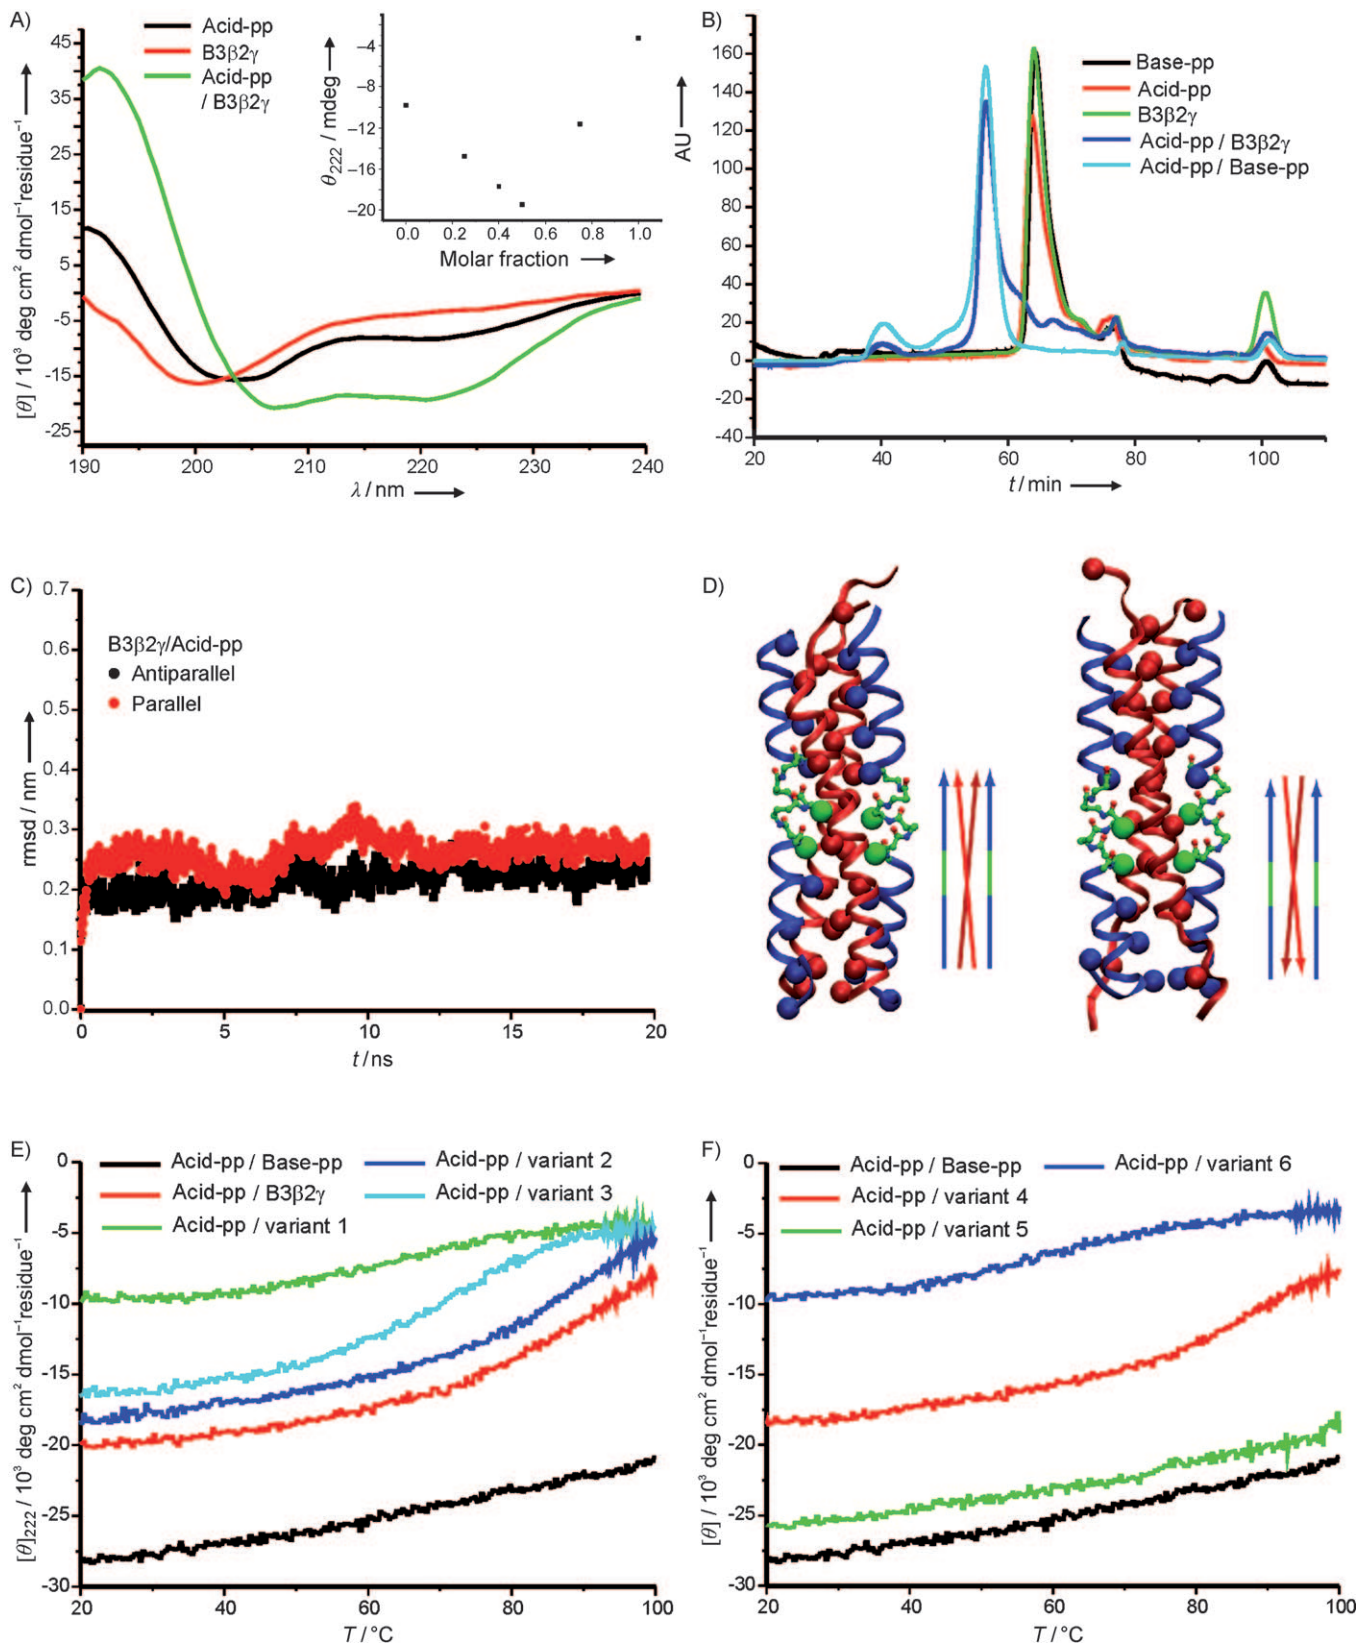 A)
Acid-pp
B3β2γ
Acid-pp
/ B3β2γ
[θ] / 10³ deg cm² dmol⁻¹residue⁻¹
45
35
25
15
5
-5
-15
-25
190
200
210
220
230
240
λ / nm
θ₂₂₂ / mdeg
−4
−8
−12
−16
−20
0.0
0.2
0.4
0.6
0.8
1.0
Molar fraction
B)
Base-pp
Acid-pp
B3β2γ
Acid-pp / B3β2γ
Acid-pp / Base-pp
AU
160
140
120
100
80
60
40
20
0
-20
-40
20
40
60
80
100
t / min
C)
B3β2γ/Acid-pp
Antiparallel
Parallel
rmsd / nm
0.7
0.6
0.5
0.4
0.3
0.2
0.1
0.0
0
5
10
15
20
t / ns
D)
E)
Acid-pp / Base-pp
Acid-pp / B3β2γ
Acid-pp / variant 1
Acid-pp / variant 2
Acid-pp / variant 3
[θ]₂₂₂ / 10³ deg cm² dmol⁻¹residue⁻¹
0
-5
-10
-15
-20
-25
-30
20
40
60
80
100
T / °C
F)
Acid-pp / Base-pp
Acid-pp / variant 4
Acid-pp / variant 5
Acid-pp / variant 6
[θ] / 10³ deg cm² dmol⁻¹residue⁻¹
0
-5
-10
-15
-20
-25
-30
20
40
60
80
100
T / °C